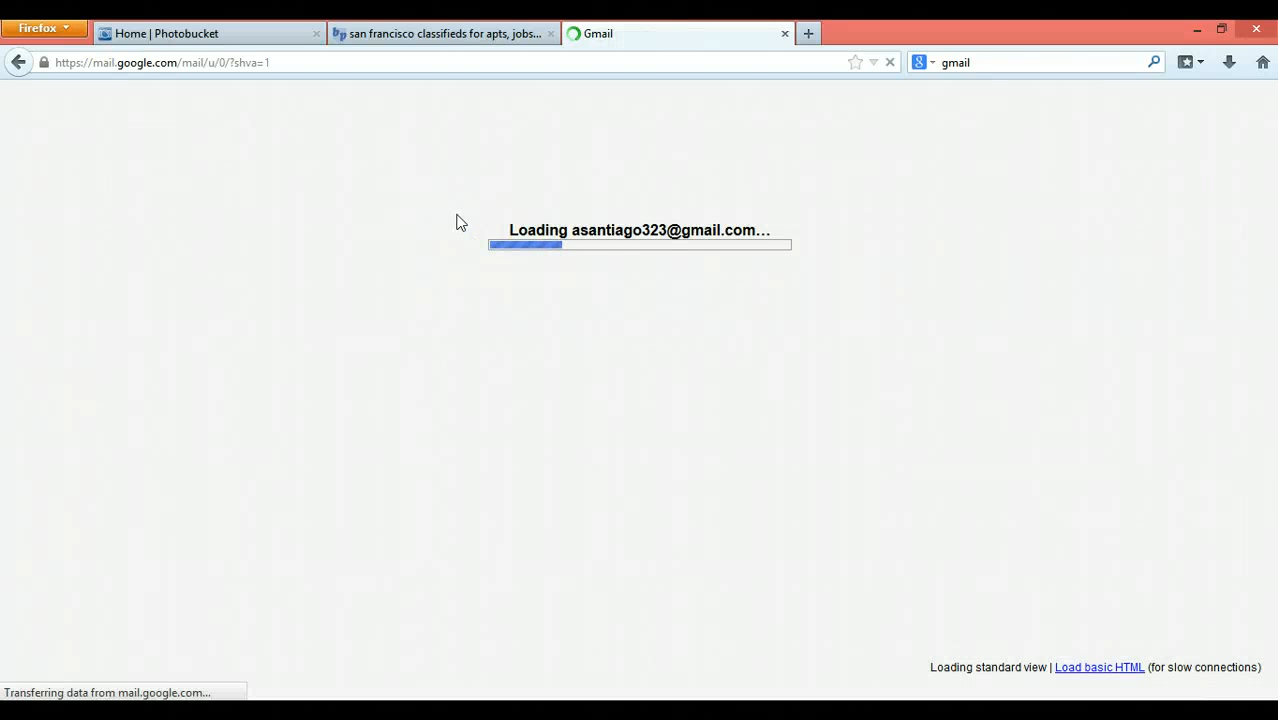 Firefox
Home | Photobucket
bp san francisco classifieds for apts, jobs...
Gmail
https://mail.google.com/mail/u/0/?shva=1
8 gmail
Loading asantiago323@gmail.com...
Loading standard view | Load basic HTML (for slow connections)
Transferring data from mail.google.com...